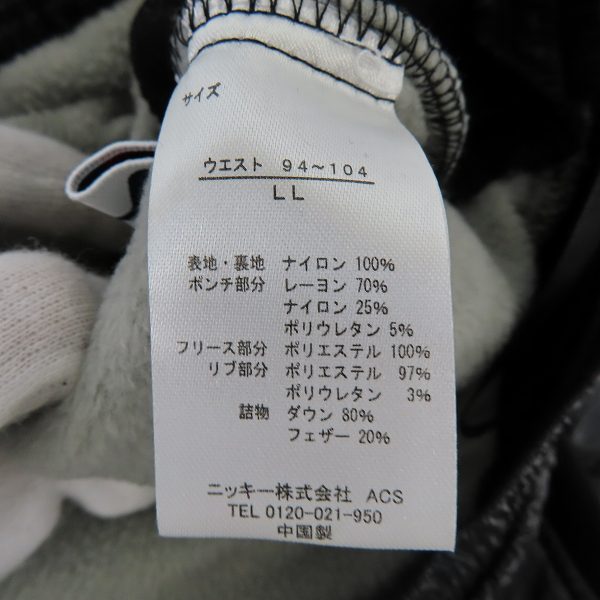 サイズ
ウエスト 94～104
LL
表地・裏地 ナイロン 100%
ポンチ部分 レーヨン 70%
ナイロン 25%
ポリウレタン 5%
フリース部分 ポリエステル 100%
リブ部分 ポリエステル 97%
ポリウレタン 3%
詰物 ダウン 80%
フェザー 20%
ニッキー株式会社 ACS
TEL 0120-021-950
中国製